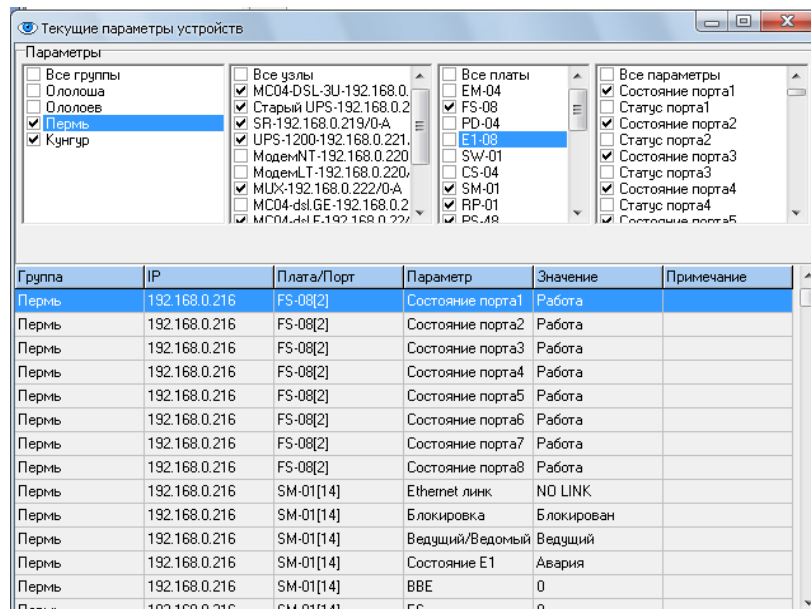 Текущие параметры устройств
Параметры
Все группы
Ололоша
Ололоев
Пермь
Кунгур
Все узлы
MC04-DSL-3U-192.168.0.
Старый UPS-192.168.0.2
SR-192.168.0.219/0-A
UPS-1200-192.168.0.221.
МодемNT-192.168.0.220
МодемLT-192.168.0.220,
MUX-192.168.0.222/0-A
MC04-dsl.GE-192.168.0.2
MC04-dsl.F-192.168.0.22/
Все платы
EM-04
FS-08
PD-04
E1-08
SW-01
CS-04
SM-01
RP-01
PS-48
Все параметры
Состояние порта1
Статус порта1
Состояние порта2
Статус порта2
Состояние порта3
Статус порта3
Состояние порта4
Статус порта4
Состояние порта5
Группа IP Плата/Порт Параметр Значение Примечание
Пермь 192.168.0.216 FS-08[2] Состояние порта1 Работа
Пермь 192.168.0.216 FS-08[2] Состояние порта2 Работа
Пермь 192.168.0.216 FS-08[2] Состояние порта3 Работа
Пермь 192.168.0.216 FS-08[2] Состояние порта4 Работа
Пермь 192.168.0.216 FS-08[2] Состояние порта5 Работа
Пермь 192.168.0.216 FS-08[2] Состояние порта6 Работа
Пермь 192.168.0.216 FS-08[2] Состояние порта7 Работа
Пермь 192.168.0.216 FS-08[2] Состояние порта8 Работа
Пермь 192.168.0.216 SM-01[14] Ethernet линк NO LINK
Пермь 192.168.0.216 SM-01[14] Блокировка Блокирован
Пермь 192.168.0.216 SM-01[14] Ведущий/Ведомый Ведущий
Пермь 192.168.0.216 SM-01[14] Состояние E1 Авария
Пермь 192.168.0.216 SM-01[14] BBE 0